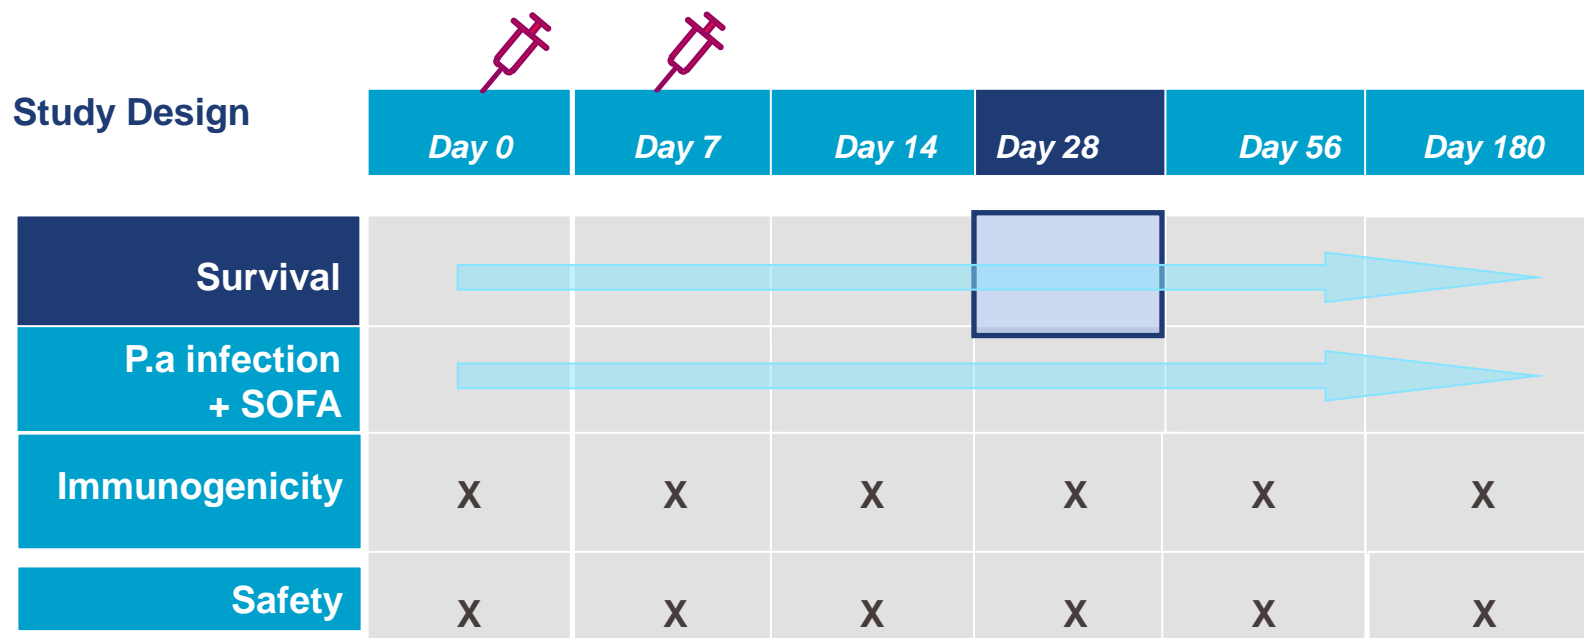 Study Design
Day 0 Day 7 Day 14 Day 28 Day 56 Day 180
Survival
P.a infection
+ SOFA
Immunogenicity X X X X X X
Safety X X X X X X